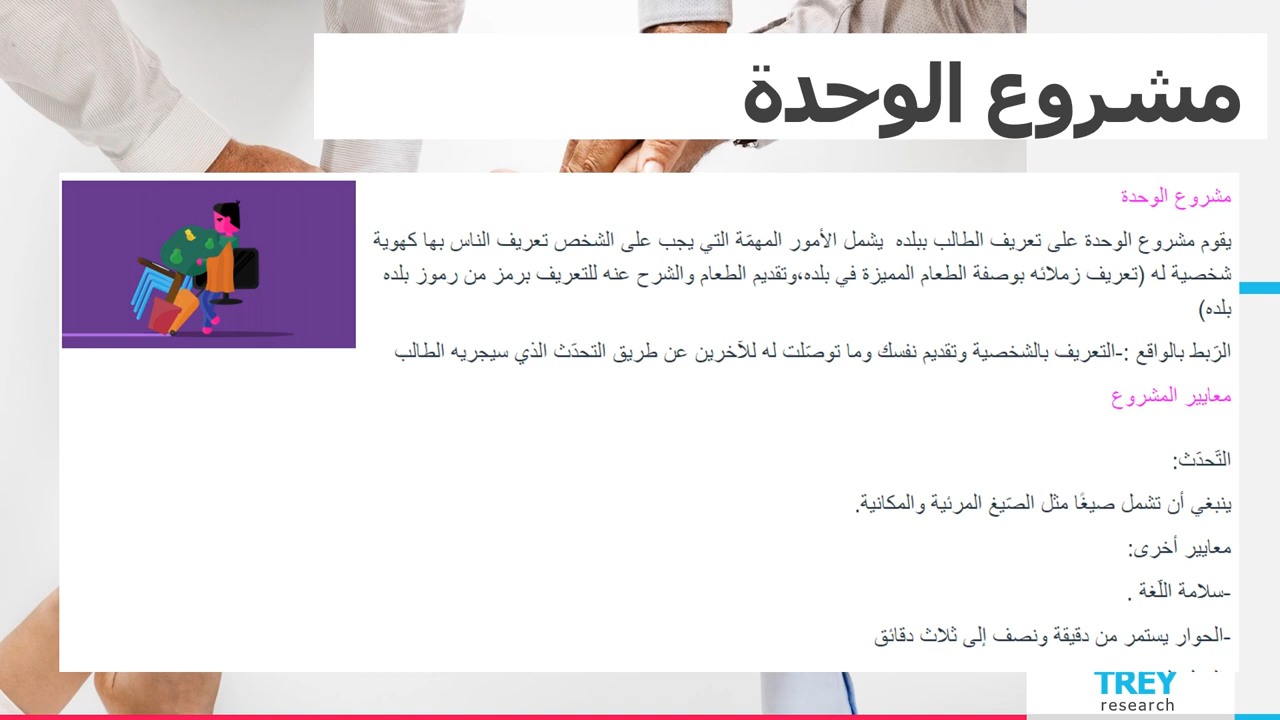 مشروع الوحدة
مشروع الوحدة
يقوم مشروع الوحدة على تعريف الطالب ببلده يشمل الأمور المهمّة التي يجب على الشخص تعريف الناس بها كهوية
شخصية له (تعريف زملائه بوصفة الطعام المميزة في بلده،وتقديم الطعام والشرح عنه للتعريف برمز من رموز بلده
بلده)
الرّبط بالواقع :-التعريف بالشخصية وتقديم نفسك وما توصّلت له للآخرين عن طريق التحدّث الذي سيجريه الطالب
معايير المشروع
التّحدّث:
ينبغي أن تشمل صيغًا مثل الصّيغ المرئية والمكانية.
معايير أخرى:
-سلامة اللّغة .
-الحوار يستمر من دقيقة ونصف إلى ثلاث دقائق
TREY
research